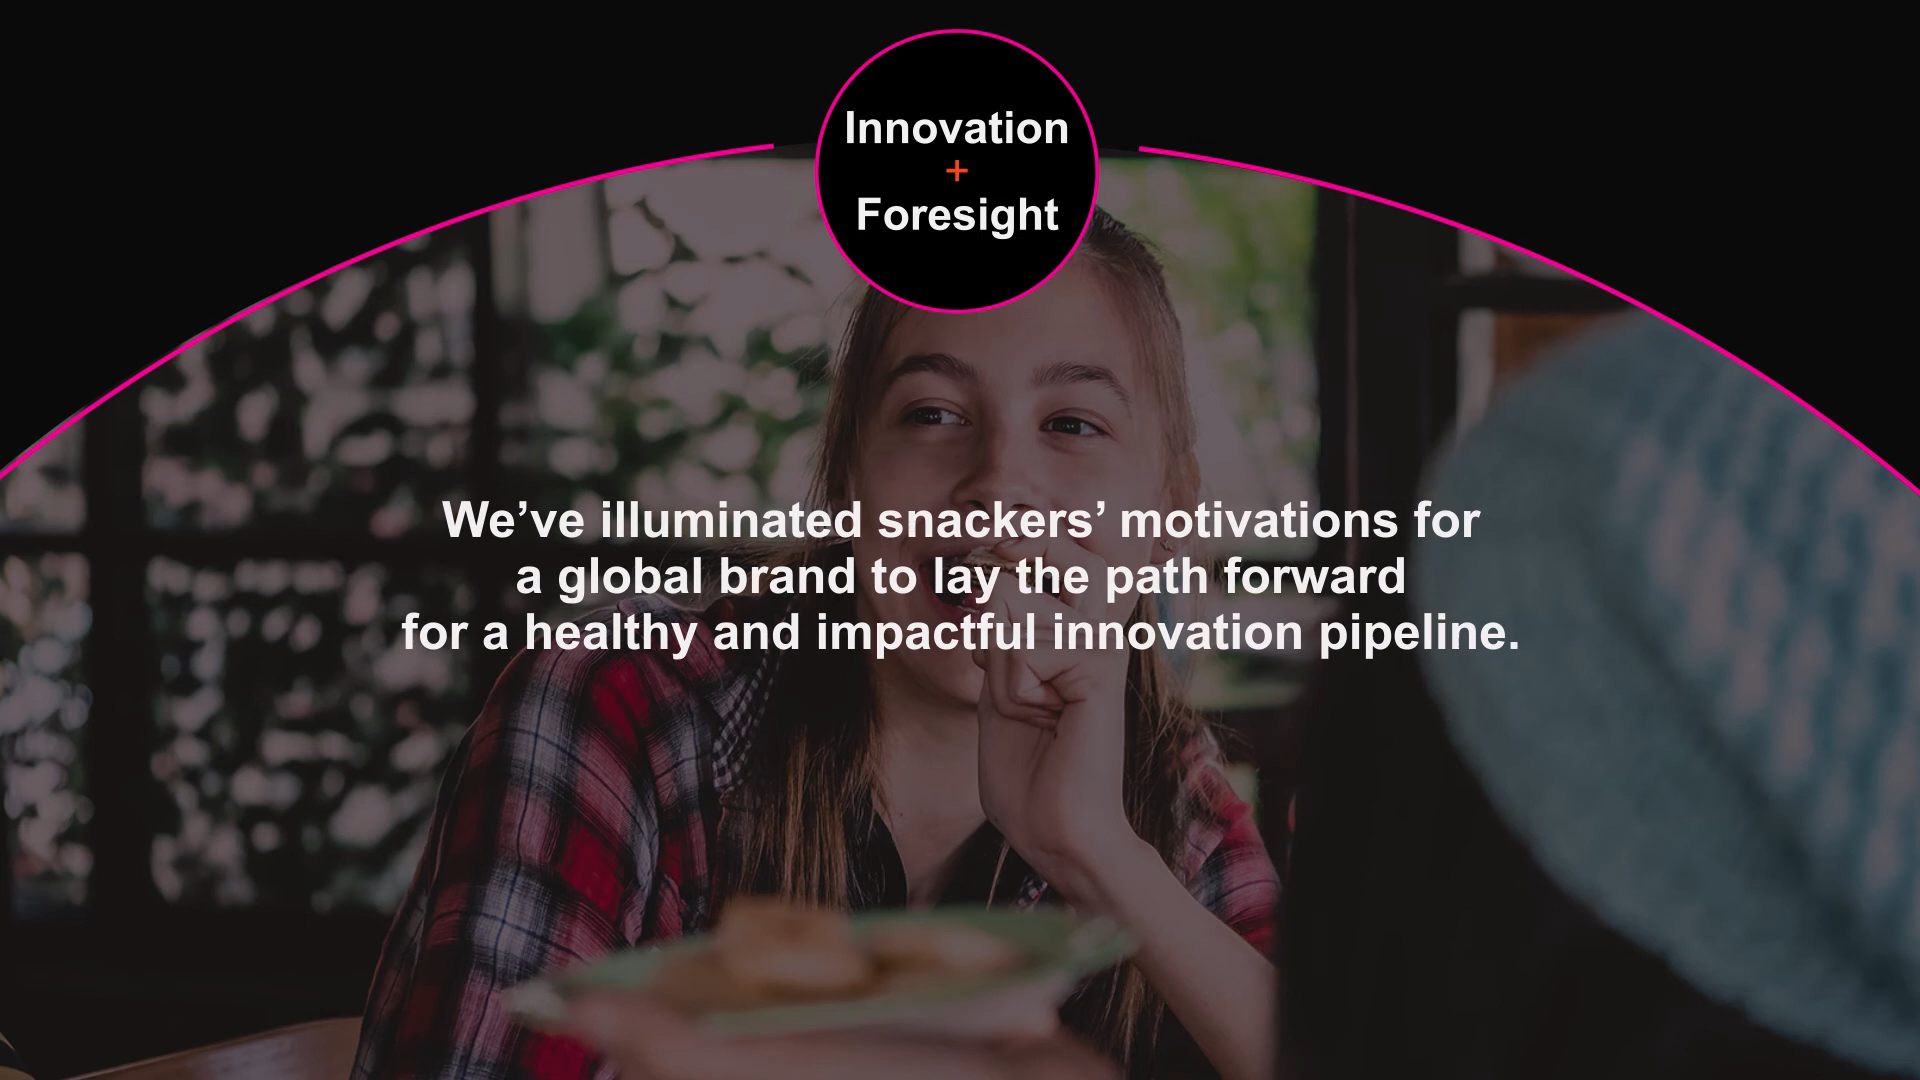 Innovation
+
Foresight
We’ve illuminated snackers’ motivations for
a global brand to lay the path forward
for a healthy and impactful innovation pipeline.